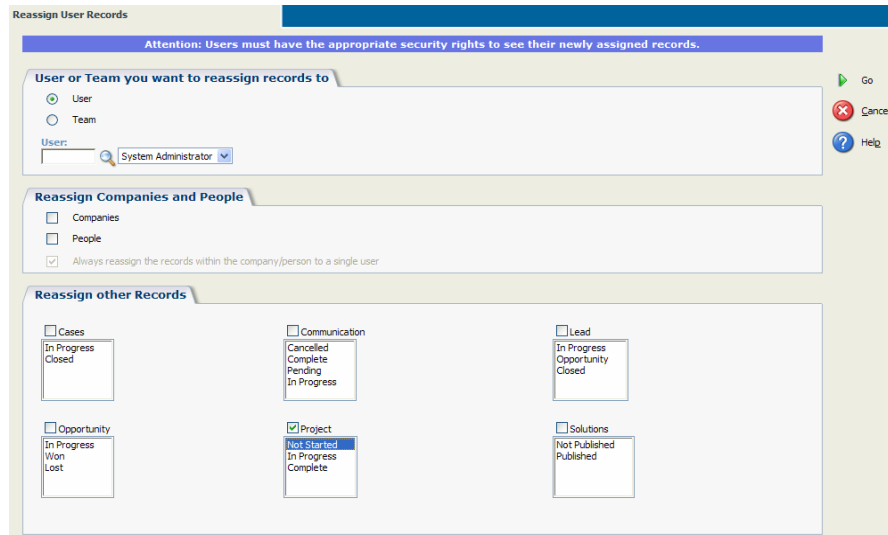 Reassign User Records
Attention: Users must have the appropriate security rights to see their newly assigned records.
User or Team you want to reassign records to
User
Team
User:
System Administrator
Go
Cance
Help
Reassign Companies and People
Companies
People
Always reassign the records within the company/person to a single user
Reassign other Records
Cases
In Progress
Closed
Communication
Cancelled
Complete
Pending
In Progress
Lead
In Progress
Opportunity
Closed
Opportunity
In Progress
Won
Lost
Project
Not Started
In Progress
Complete
Solutions
Not Published
Published